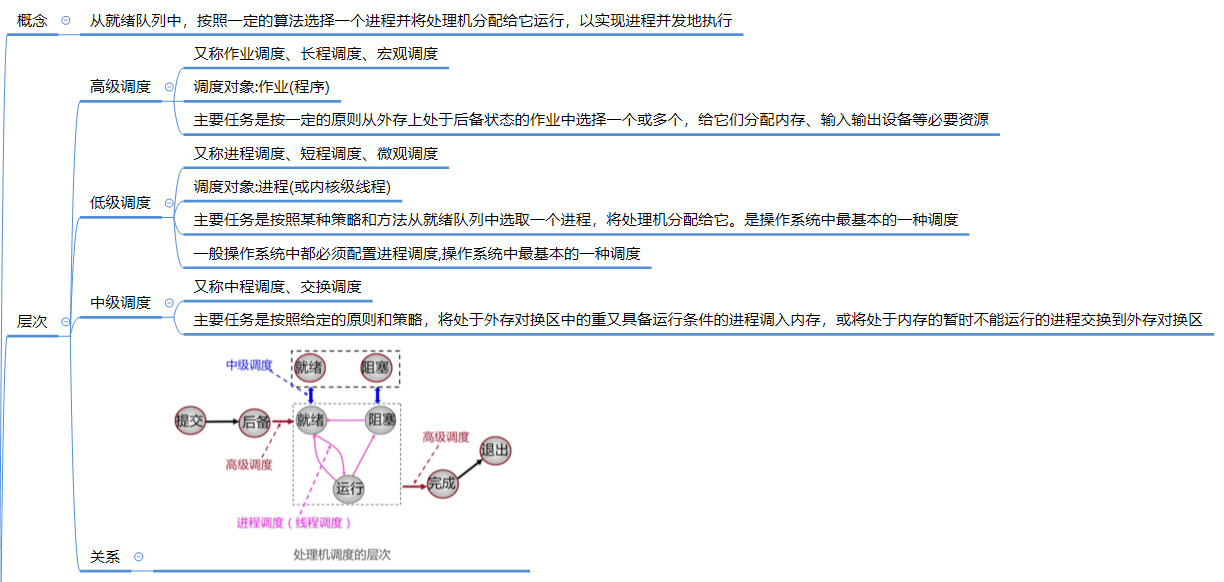 概念
从就绪队列中，按照一定的算法选择一个进程并将处理机分配给它运行，以实现进程并发地执行
层次
高级调度
又称作业调度、长程调度、宏观调度
调度对象:作业(程序)
主要任务是按一定的原则从外存上处于后备状态的作业中选择一个或多个，给它们分配内存、输入输出设备等必要资源
低级调度
又称进程调度、短程调度、微观调度
调度对象:进程(或内核级线程)
主要任务是按照某种策略和方法从就绪队列中选取一个进程，将处理机分配给它。是操作系统中最基本的一种调度
一般操作系统中都必须配置进程调度,操作系统中最基本的一种调度
中级调度
又称中程调度、交换调度
主要任务是按照给定的原则和策略，将处于外存对换区中的重又具备运行条件的进程调入内存，或将处于内存的暂时不能运行的进程交换到外存对换区
关系
中级调度
就绪
阻塞
提交
后备
就绪
阻塞
高级调度
运行
高级调度
完成
退出
进程调度（线程调度）
处理机调度的层次